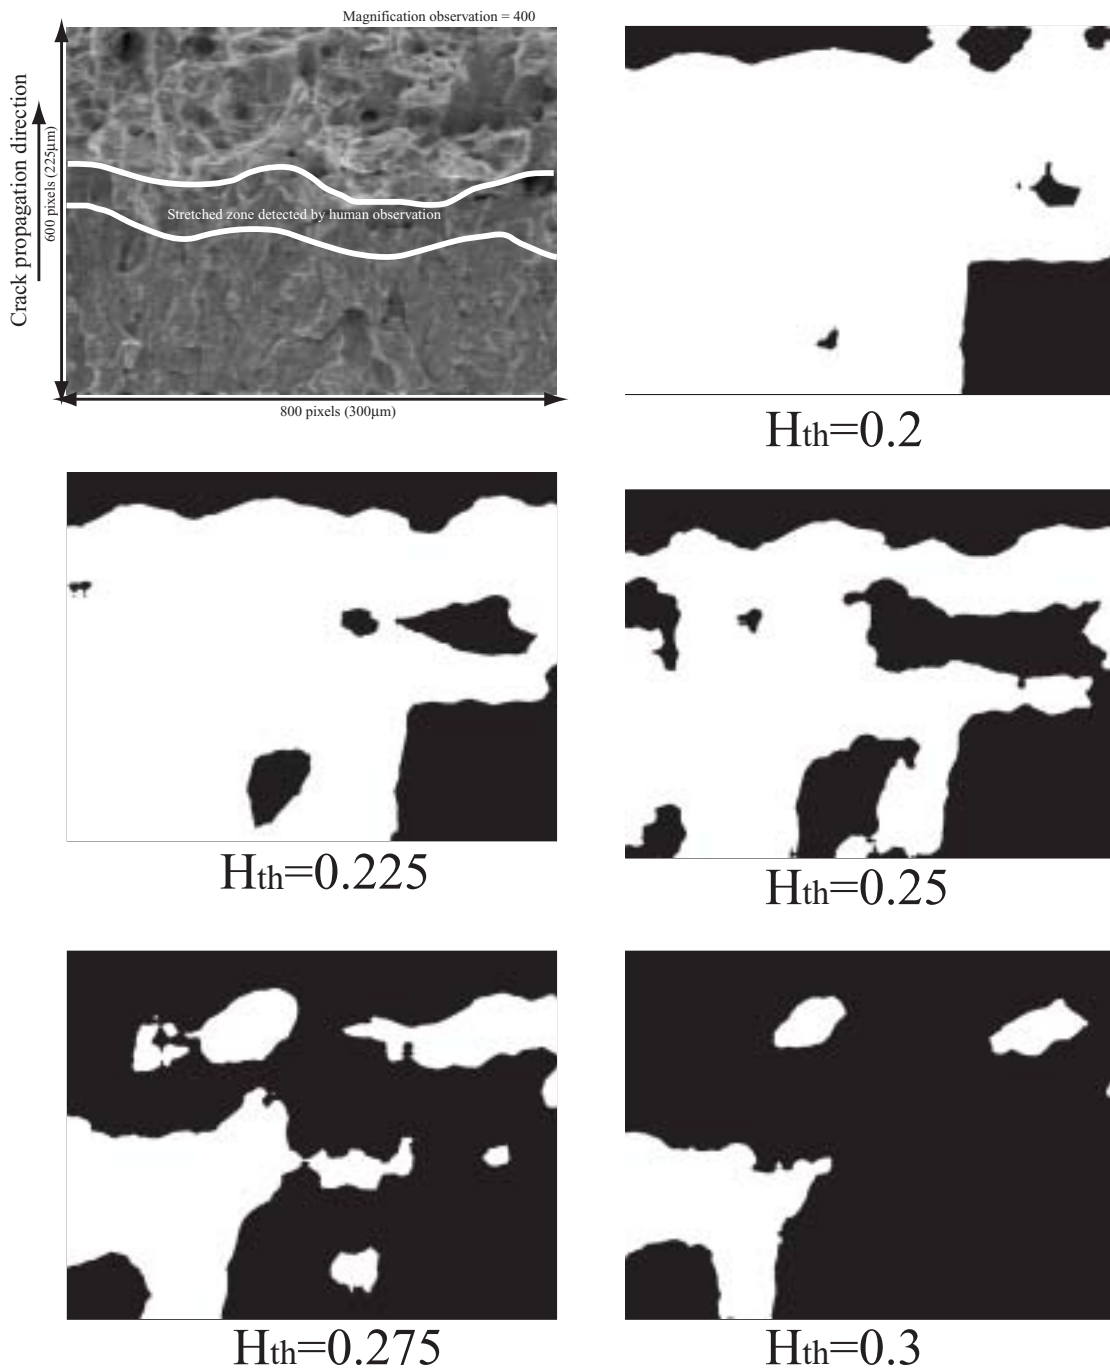 Magnification observation = 400
Crack propagation direction
600 pixels (225µm)
Stretched zone detected by human observation
800 pixels (300µm)
Hth=0.2
Hth=0.225
Hth=0.25
Hth=0.275
Hth=0.3